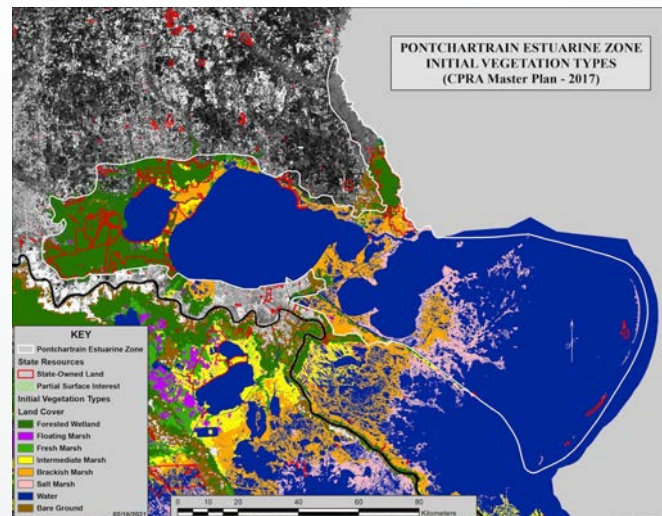 PONTCHARTRAIN ESTUARINE ZONE
INITIAL VEGETATION TYPES
(CPRA Master Plan - 2017)
KEY
Pontchartrain Estuarine Zone
State Resources
State-Owned Land
Partial Surface Interest
Initial Vegetation Types
Land Cover
Forested Wetland
Floating Marsh
Fresh Marsh
Intermediate Marsh
Brackish Marsh
Salt Marsh
Water
Bare Ground
0 10 20 40 60 80
Kilometers